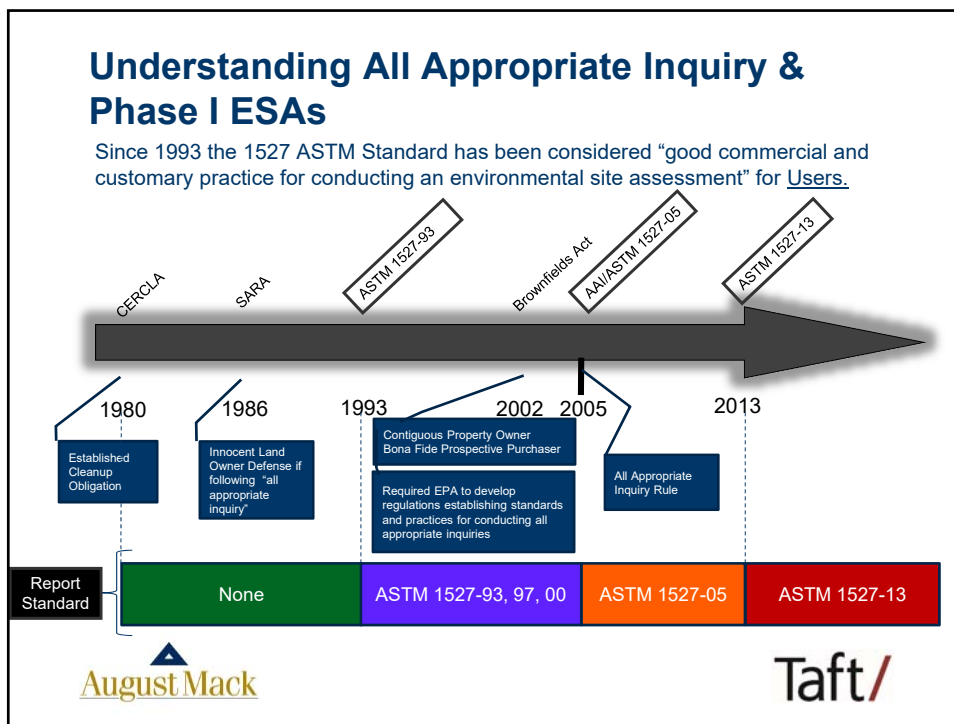 Understanding All Appropriate Inquiry &
Phase I ESAs
Since 1993 the 1527 ASTM Standard has been considered “good commercial and
customary practice for conducting an environmental site assessment” for Users.
CERCLA
SARA
ASTM 1527-93
Brownfields Act
AAI/ASTM 1527-05
ASTM 1527-13
1980
1986
1993
2002
2005
2013
Established
Cleanup
Obligation
Innocent Land
Owner Defense if
following “all
appropriate
inquiry”
Contiguous Property Owner
Bona Fide Prospective Purchaser
Required EPA to develop
regulations establishing standards
and practices for conducting all
appropriate inquiries
All Appropriate
Inquiry Rule
Report
Standard
None
ASTM 1527-93, 97, 00
ASTM 1527-05
ASTM 1527-13
August Mack
Taft/